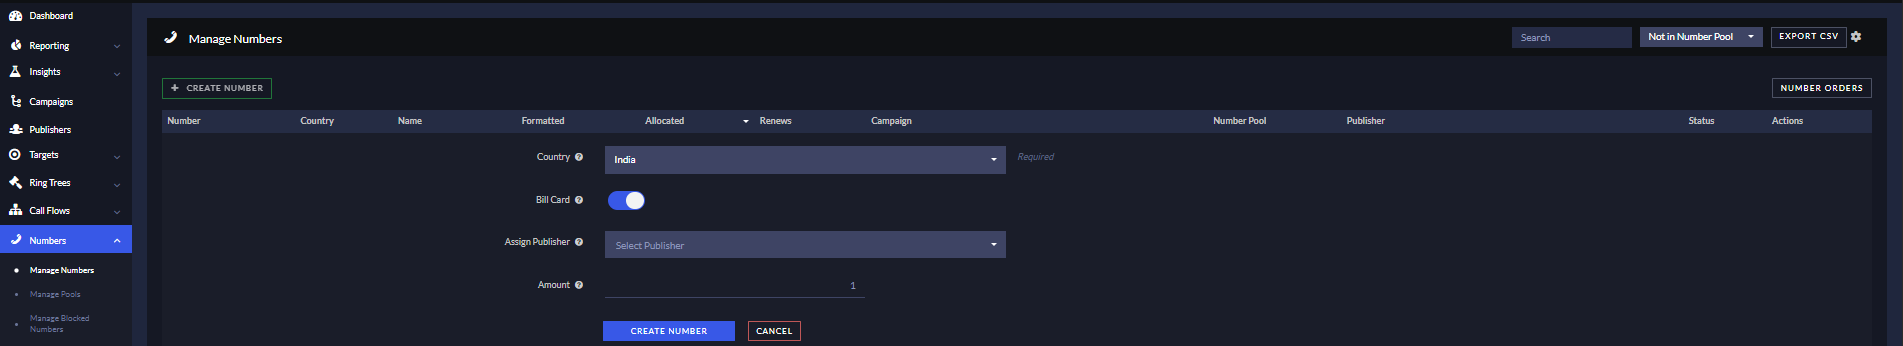 Dashboard
Reporting
Insights
Campaigns
Publishers
Targets
Ring Trees
Call Flows
Numbers
Manage Numbers
Manage Pools
Manage Blocked
Numbers
Manage Numbers
Search
Not in Number Pool
EXPORT CSV
+ CREATE NUMBER
NUMBER ORDERS
Number Country Name Formatted Allocated Renews Campaign Number Pool Publisher Status Actions
Country ? India Required
Bill Card ?
Assign Publisher ? Select Publisher
Amount ? 1
CREATE NUMBER CANCEL